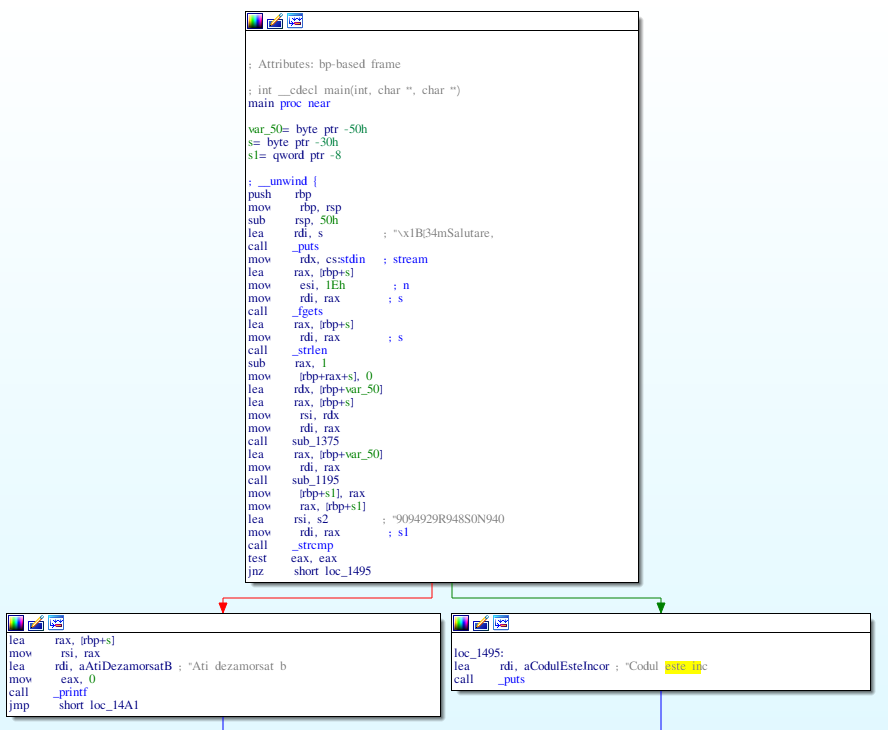 ; Attributes: bp-based frame
; int __cdecl main(int, char **, char **)
main proc near
var_50= byte ptr -50h
s= byte ptr -30h
s1= qword ptr -8
; __unwind {
push rbp
mov rbp, rsp
sub rsp, 50h
lea rdi, s ; "\x1B[34mSalutare,
call _puts
mov rdx, cs:stdin ; stream
lea rax, [rbp+s]
mov esi, 1Eh ; n
mov rdi, rax ; s
call _fgets
lea rax, [rbp+s]
mov rdi, rax ; s
call _strlen
sub rax, 1
mov [rbp+rax+s], 0
lea rdx, [rbp+var_50]
lea rax, [rbp+s]
mov rsi, rdx
mov rdi, rax
call sub_1375
lea rax, [rbp+var_50]
mov rdi, rax
call sub_1195
mov [rbp+s1], rax
mov rax, [rbp+s1]
lea rsi, s2 ; "9094929R948S0N940
mov rdi, rax ; s1
call _strcmp
test eax, eax
jnz short loc_1495
lea rax, [rbp+s]
mov rsi, rax
lea rdi, aAtiDezamorsatB ; "Ati dezamorsat b
mov eax, 0
call _printf
jmp short loc_14A1
loc_1495:
lea rdi, aCodulEsteIncor ; "Codul este inc
call _puts